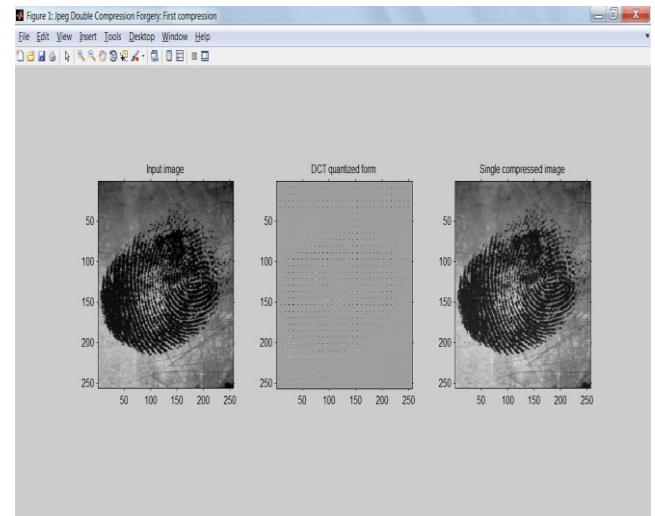 Figure 1: Jpeg Double Compression Forgery: First compression
File Edit View Insert Tools Desktop Window Help
Input image
DCT quantized form
Single compressed image
50
100
150
200
250
50 100 150 200 250
50
100
150
200
250
50 100 150 200 250
50
100
150
200
250
50 100 150 200 250